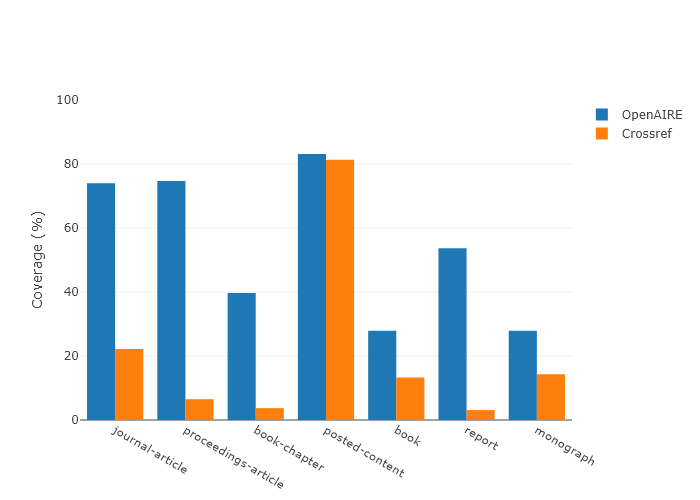 100
80
60
40
20
0
Coverage (%)
journal-article
proceedings-article
book-chapter
posted-content
book
report
monograph
OpenAIRE
Crossref